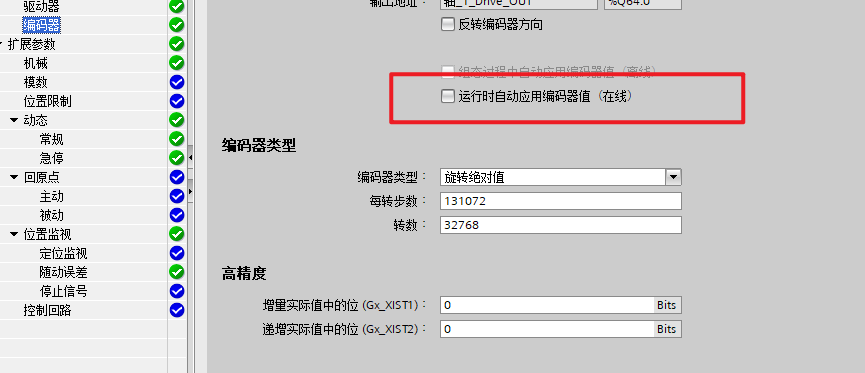 驱动器
编码器
扩展参数
机械
模数
位置限制
动态
常规
急停
回原点
主动
被动
位置监视
定位监视
随动误差
停止信号
控制回路
输出地址： 轴_1_Drive_OUT %Q64.0
反转编码器方向
组态过程中自动应用编码器值（离线）
运行时自动应用编码器值（在线）
编码器类型
编码器类型： 旋转绝对值
每转步数： 131072
转数： 32768
高精度
增量实际值中的位 (Gx_XIST1)： 0 Bits
递增实际值中的位 (Gx_XIST2)： 0 Bits